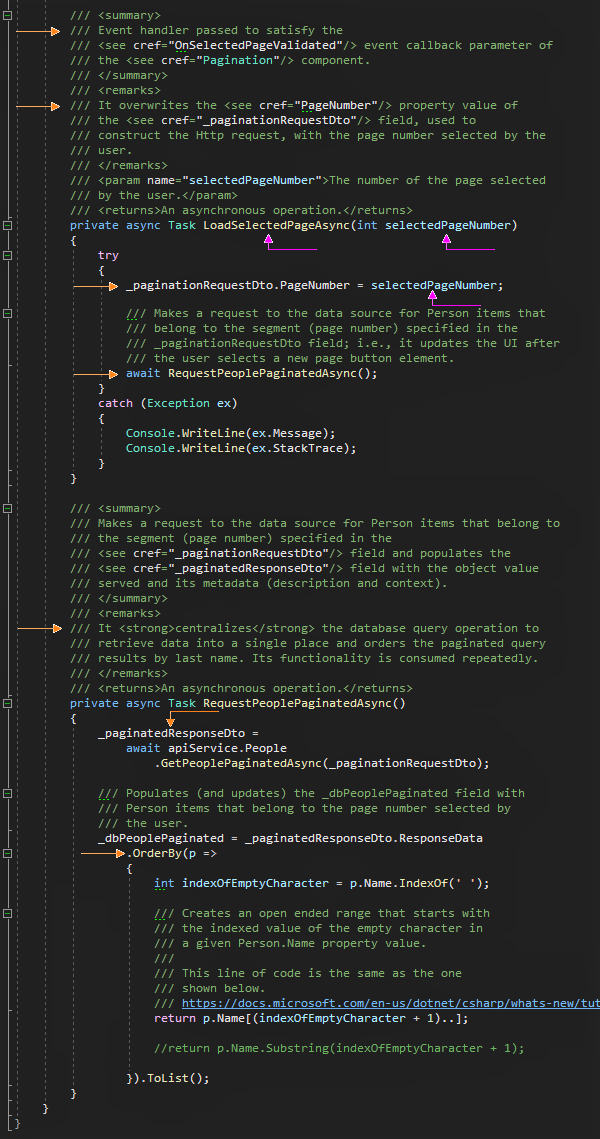 /// <summary>
/// Event handler passed to satisfy the
/// <see cref="OnSelectedPageValidated"/> event callback parameter of
/// the <see cref="Pagination"/> component.
/// </summary>
/// <remarks>
/// It overwrites the <see cref="PageNumber"/> property value of
/// the <see cref="_paginationRequestDto"/> field, used to
/// construct the Http request, with the page number selected by the
/// user.
/// </remarks>
/// <param name="selectedPageNumber">The number of the page selected
/// by the user.</param>
/// <returns>An asynchronous operation.</returns>
private async Task LoadSelectedPageAsync(int selectedPageNumber)
{
try
{
_paginationRequestDto.PageNumber = selectedPageNumber;
/// Makes a request to the data source for Person items that
/// belong to the segment (page number) specified in the
/// _paginationRequestDto field; i.e., it updates the UI after
/// the user selects a new page button element.
await RequestPeoplePaginatedAsync();
}
catch (Exception ex)
{
Console.WriteLine(ex.Message);
Console.WriteLine(ex.StackTrace);
}
}
/// <summary>
/// Makes a request to the data source for Person items that belong to
/// the segment (page number) specified in the
/// <see cref="_paginationRequestDto"/> field and populates the
/// <see cref="_paginatedResponseDto"/> field with the object value
/// served and its metadata (description and context).
/// </summary>
/// <remarks>
/// It <strong>centralizes</strong> the database query operation to
/// retrieve data into a single place and orders the paginated query
/// results by last name. Its functionality is consumed repeatedly.
/// </remarks>
/// <returns>An asynchronous operation.</returns>
private async Task RequestPeoplePaginatedAsync()
{
_paginatedResponseDto =
await apiService.People
.GetPeoplePaginatedAsync(_paginationRequestDto);
/// Populates (and updates) the _dbPeoplePaginated field with
/// Person items that belong to the page number selected by
/// the user.
_dbPeoplePaginated = _paginatedResponseDto.ResponseData
.OrderBy(p =>
{
int indexOfEmptyCharacter = p.Name.IndexOf(' ');
/// Creates an open ended range that starts with
/// the indexed value of the empty character in
/// a given Person.Name property value.
///
/// This line of code is the same as the one
/// shown below.
/// https://docs.microsoft.com/en-us/dotnet/csharp/whats-new/tut
return p.Name[(indexOfEmptyCharacter + 1)..];
//return p.Name.Substring(indexOfEmptyCharacter + 1);
}).ToList();
}
}
}